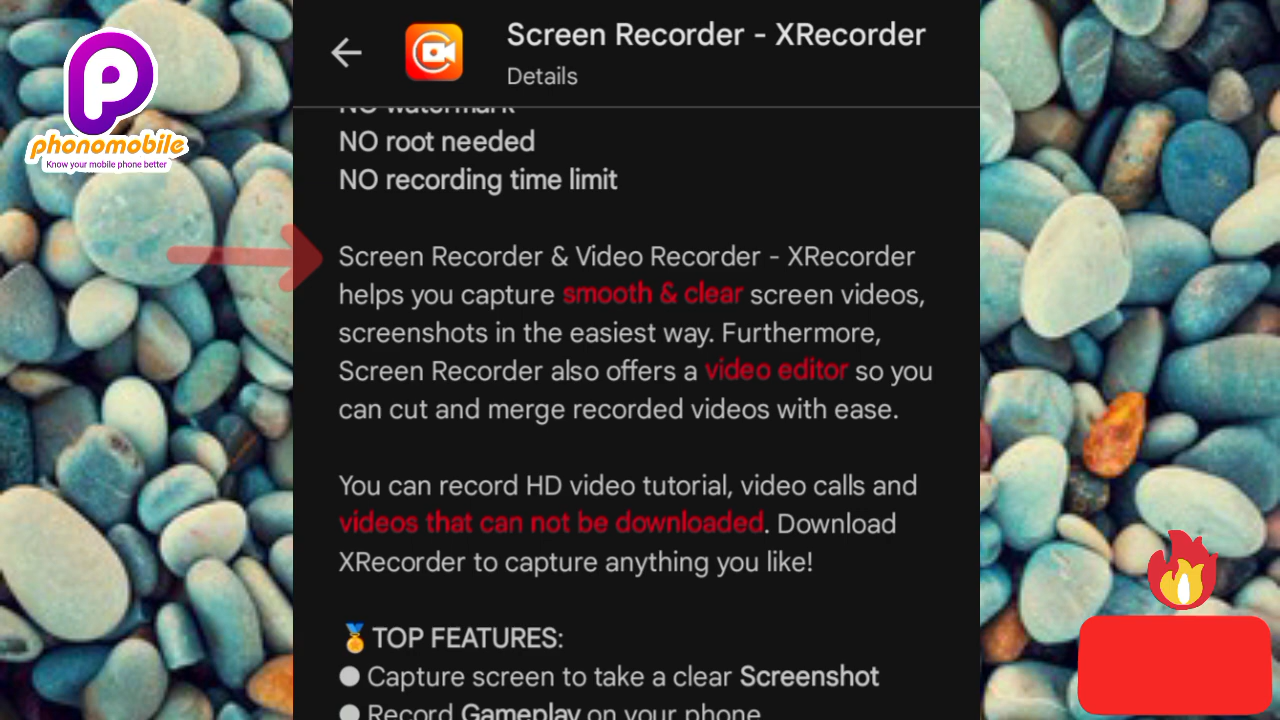 phonomobile
Know your mobile phone better
Screen Recorder - XRecorder
Details
NO watermark
NO root needed
NO recording time limit
Screen Recorder & Video Recorder - XRecorder
helps you capture smooth & clear screen videos,
screenshots in the easiest way. Furthermore,
Screen Recorder also offers a video editor so you
can cut and merge recorded videos with ease.
You can record HD video tutorial, video calls and
videos that can not be downloaded. Download
XRecorder to capture anything you like!
🏅TOP FEATURES:
● Capture screen to take a clear Screenshot
● Record Gameplay on your phone